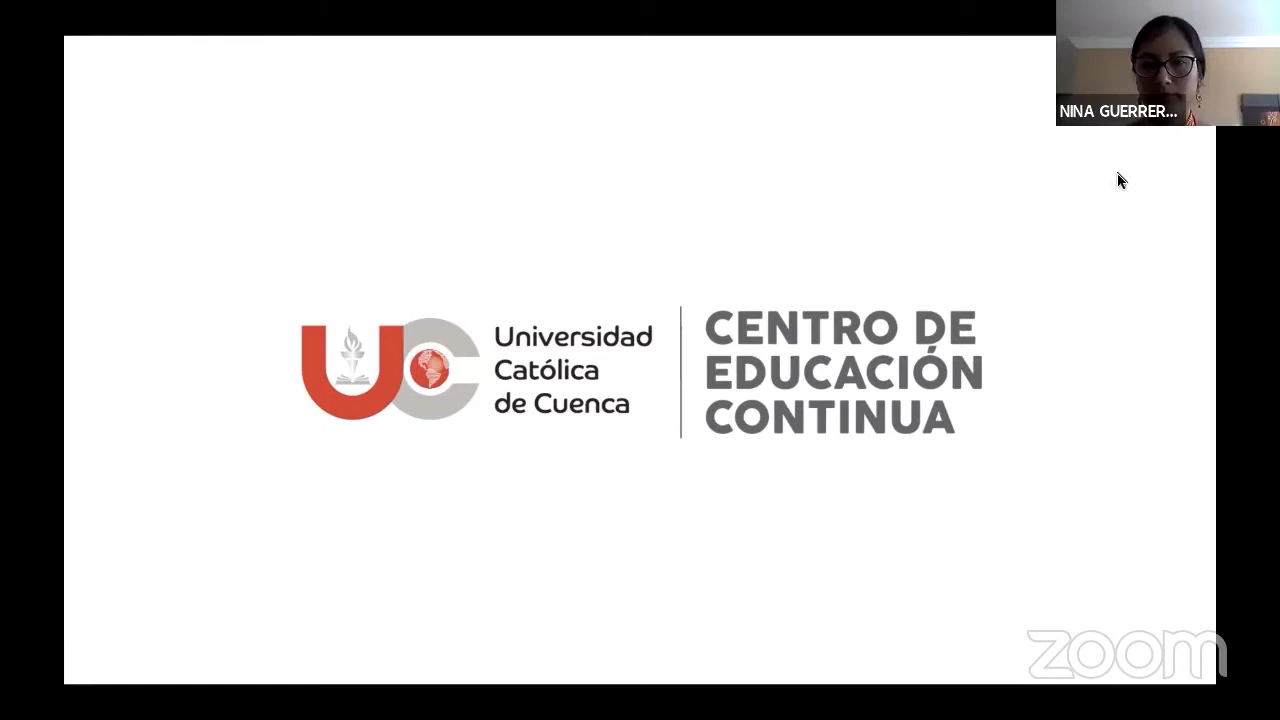 NINA GUERRER...
Universidad
Católica
de Cuenca
CENTRO DE
EDUCACIÓN
CONTINUA
zoom